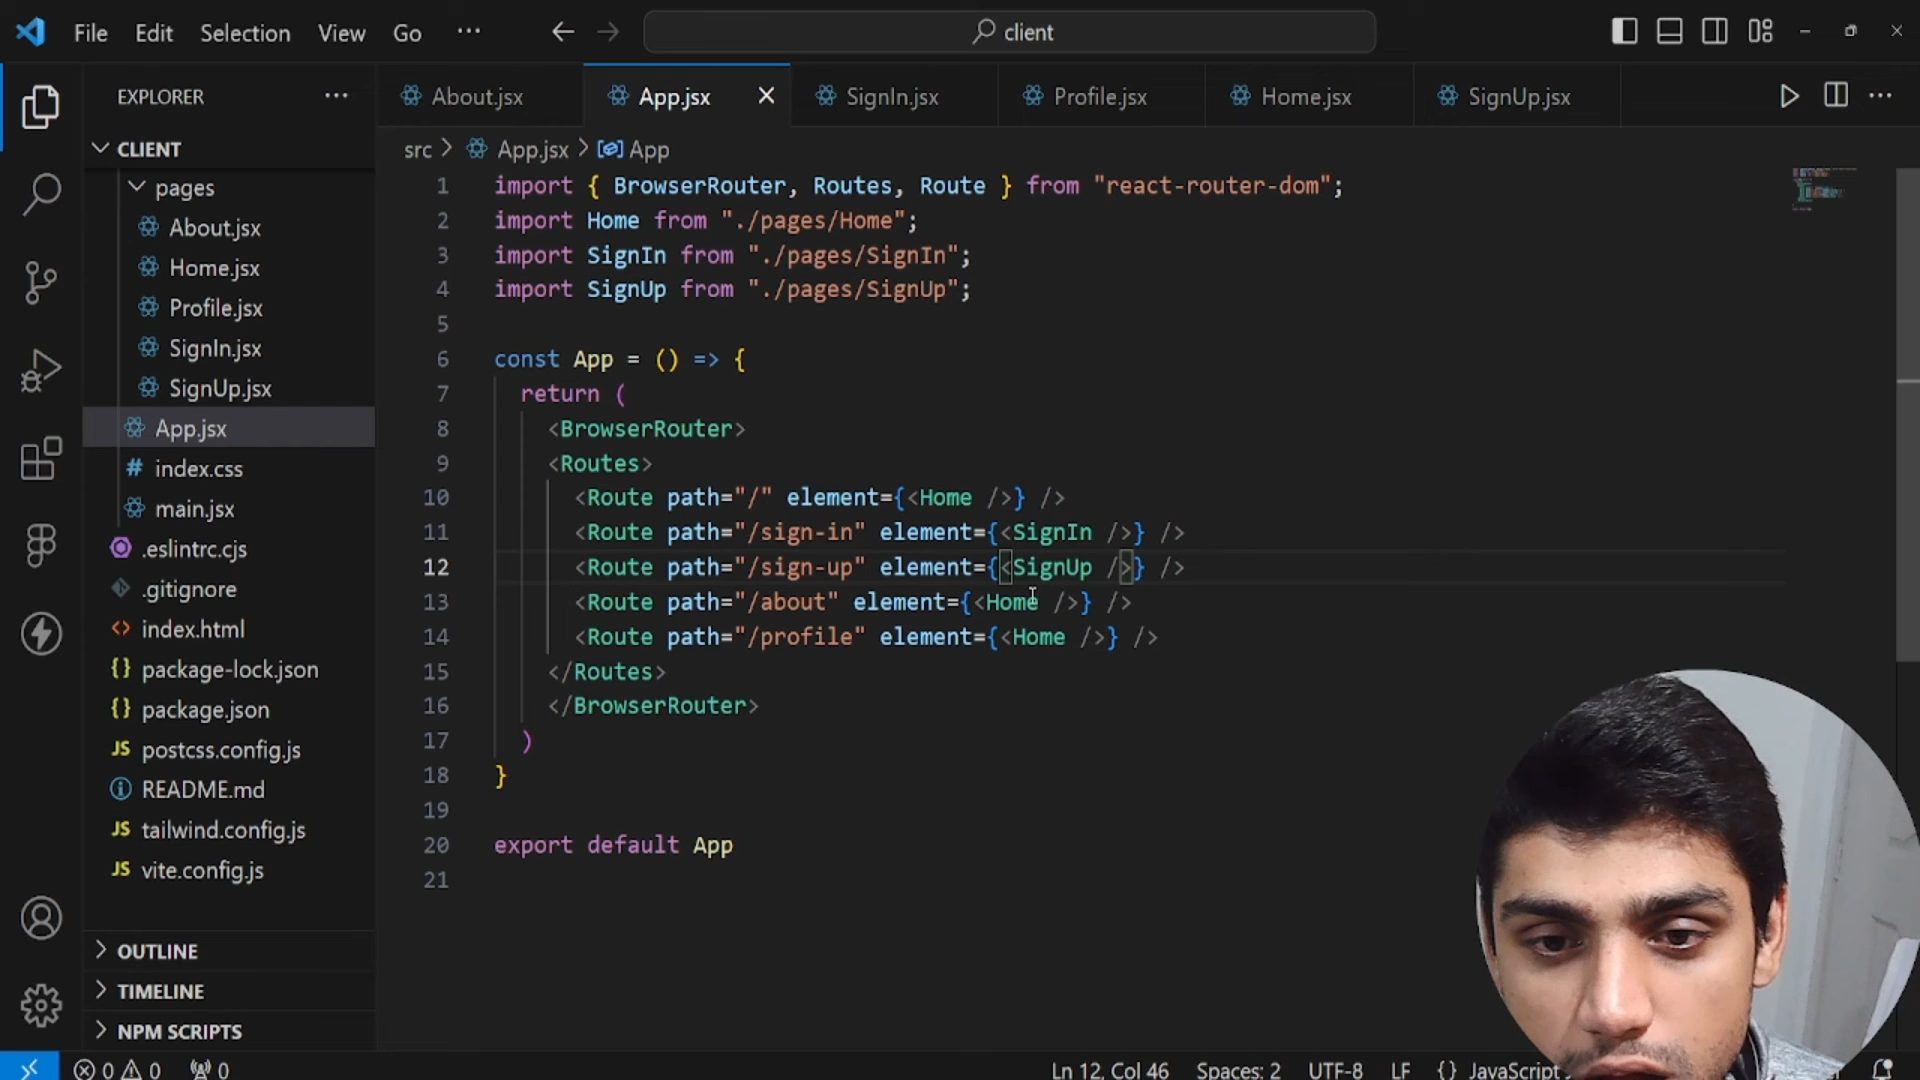 File Edit Selection View Go ··· client
EXPLORER ···
About.jsx App.jsx SignIn.jsx Profile.jsx Home.jsx SignUp.jsx
CLIENT
pages
About.jsx
Home.jsx
Profile.jsx
SignIn.jsx
SignUp.jsx
App.jsx
index.css
main.jsx
.eslintrc.cjs
.gitignore
index.html
package-lock.json
package.json
postcss.config.js
README.md
tailwind.config.js
vite.config.js
OUTLINE
TIMELINE
NPM SCRIPTS
src > App.jsx > App
1 import { BrowserRouter, Routes, Route } from "react-router-dom";
2 import Home from "./pages/Home";
3 import SignIn from "./pages/SignIn";
4 import SignUp from "./pages/SignUp";
5
6 const App = () => {
7 return (
8 <BrowserRouter>
9 <Routes>
10 <Route path="/" element={<Home />} />
11 <Route path="/sign-in" element={<SignIn />} />
12 <Route path="/sign-up" element={<SignUp />} />
13 <Route path="/about" element={<Home />} />
14 <Route path="/profile" element={<Home />} />
15 </Routes>
16 </BrowserRouter>
17 )
18 }
19
20 export default App
21
0 0 0 Ln 12, Col 46 Spaces: 2 UTF-8 LF {} JavaScript